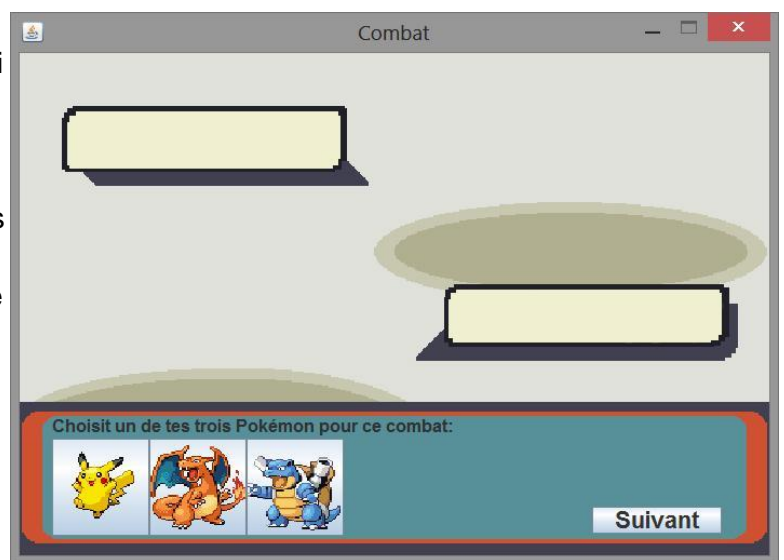 Combat
i
s
e
Choisit un de tes trois Pokémon pour ce combat:
Suivant